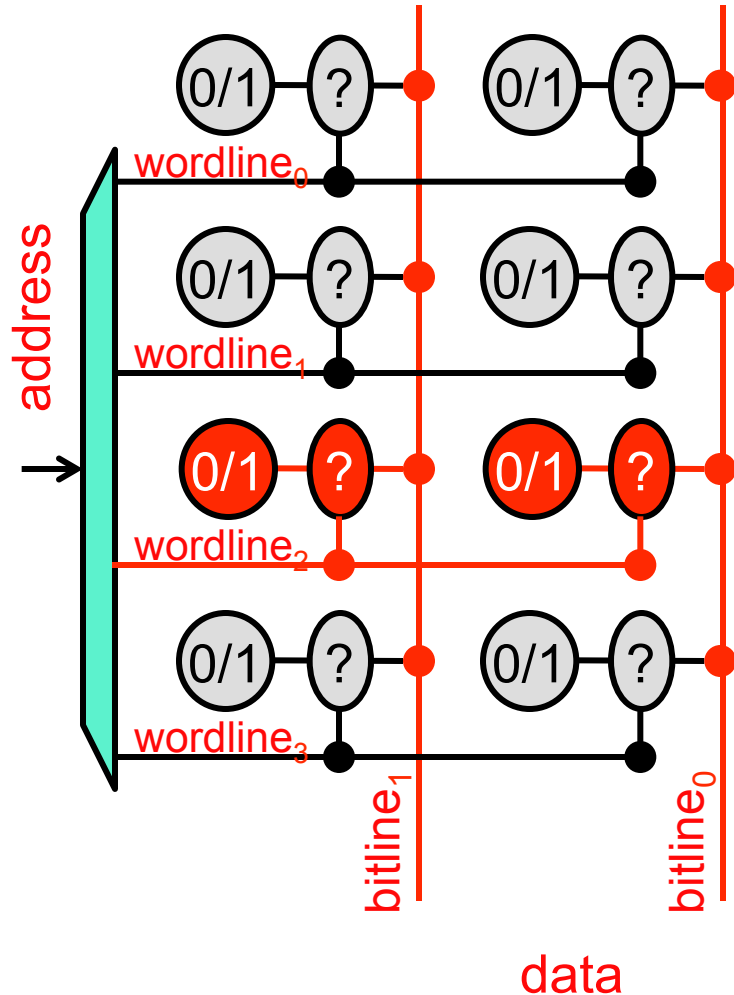 0/1 ? 0/1 ?
wordline₀
0/1 ? 0/1 ?
wordline₁
address
0/1 ? 0/1 ?
wordline₂
0/1 ? 0/1 ?
wordline₃
bitline₁
bitline₀
data